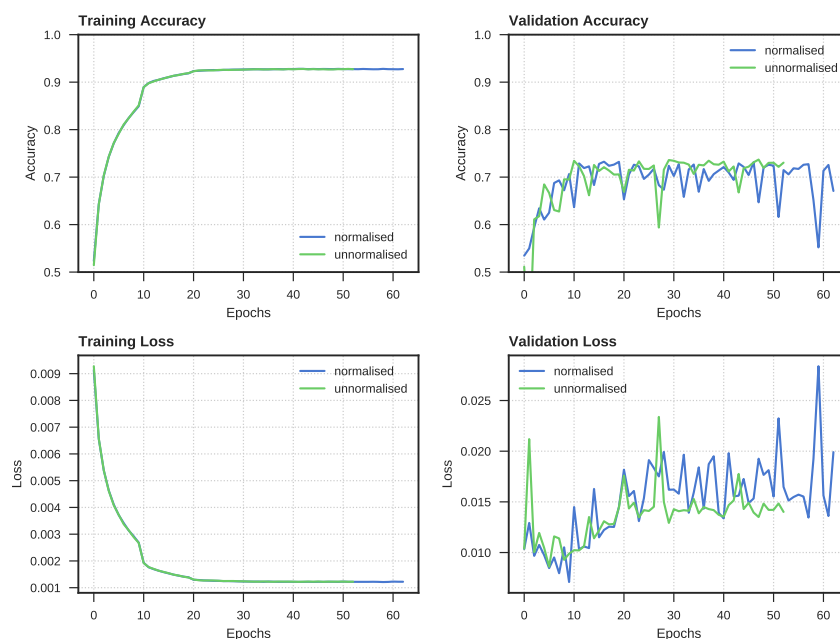 Training Accuracy
1.0
0.9
0.8
0.7
0.6
0.5
Accuracy
normalised
unnormalised
0 10 20 30 40 50 60
Epochs
Validation Accuracy
1.0
0.9
0.8
0.7
0.6
0.5
Accuracy
normalised
unnormalised
0 10 20 30 40 50 60
Epochs
Training Loss
0.009
0.008
0.007
0.006
0.005
0.004
0.003
0.002
0.001
Loss
normalised
unnormalised
0 10 20 30 40 50 60
Epochs
Validation Loss
0.025
0.020
0.015
0.010
Loss
normalised
unnormalised
0 10 20 30 40 50 60
Epochs